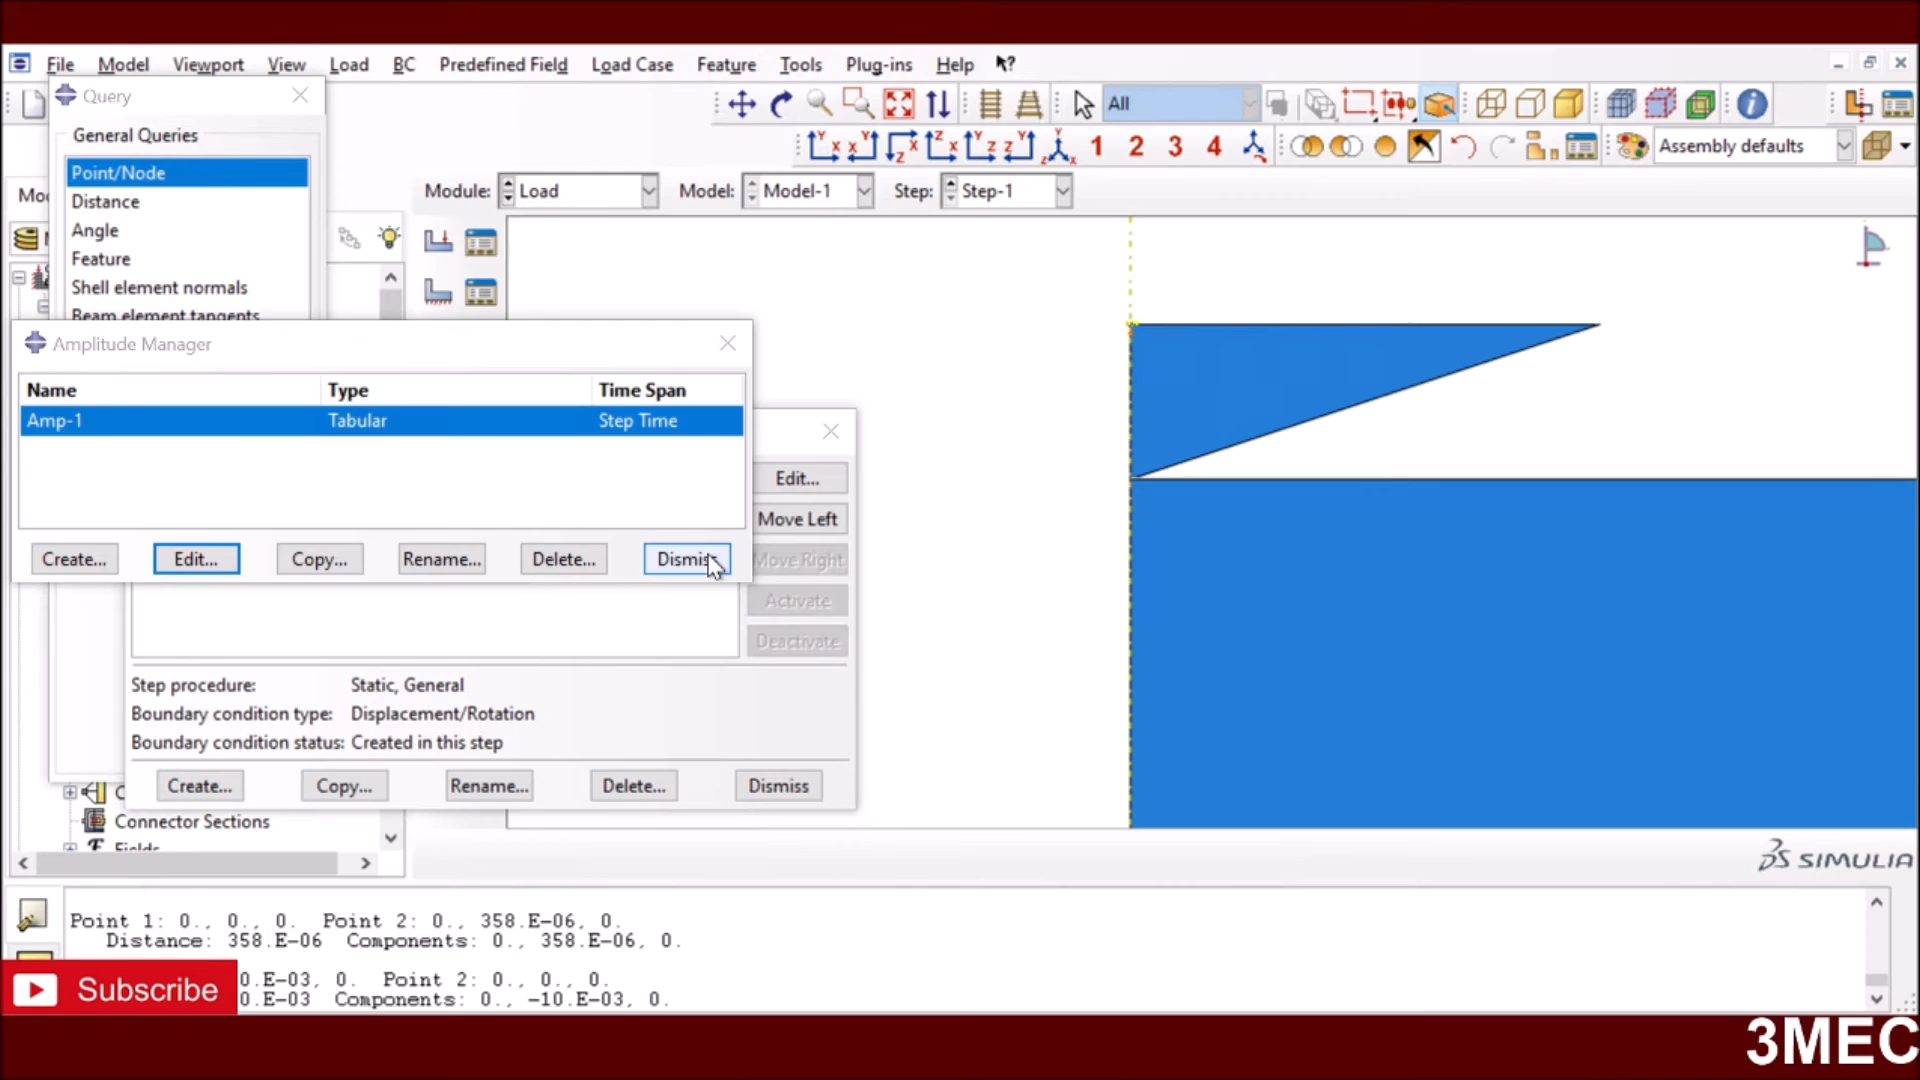 File Model Viewport View Load BC Predefined Field Load Case Feature Tools Plug-ins Help
Query
All
General Queries
1 2 3 4
Assembly defaults
Point/Node
Module: Load Model: Model-1 Step: Step-1
Distance
Angle
Feature
Shell element normals
Beam element tangents
Amplitude Manager
Name Type Time Span
Amp-1 Tabular Step Time
Edit...
Move Left
Create... Edit... Copy... Rename... Delete... Dismiss
Move Right
Activate
Deactivate
Step procedure: Static, General
Boundary condition type: Displacement/Rotation
Boundary condition status: Created in this step
Create... Copy... Rename... Delete... Dismiss
Connector Sections
Fields
SIMULIA
Point 1: 0., 0., 0. Point 2: 0., 358.E-06, 0.
Distance: 358.E-06 Components: 0., 358.E-06, 0.
0.E-03, 0. Point 2: 0., 0., 0.
0.E-03 Components: 0., -10.E-03, 0.
Subscribe
3MEC